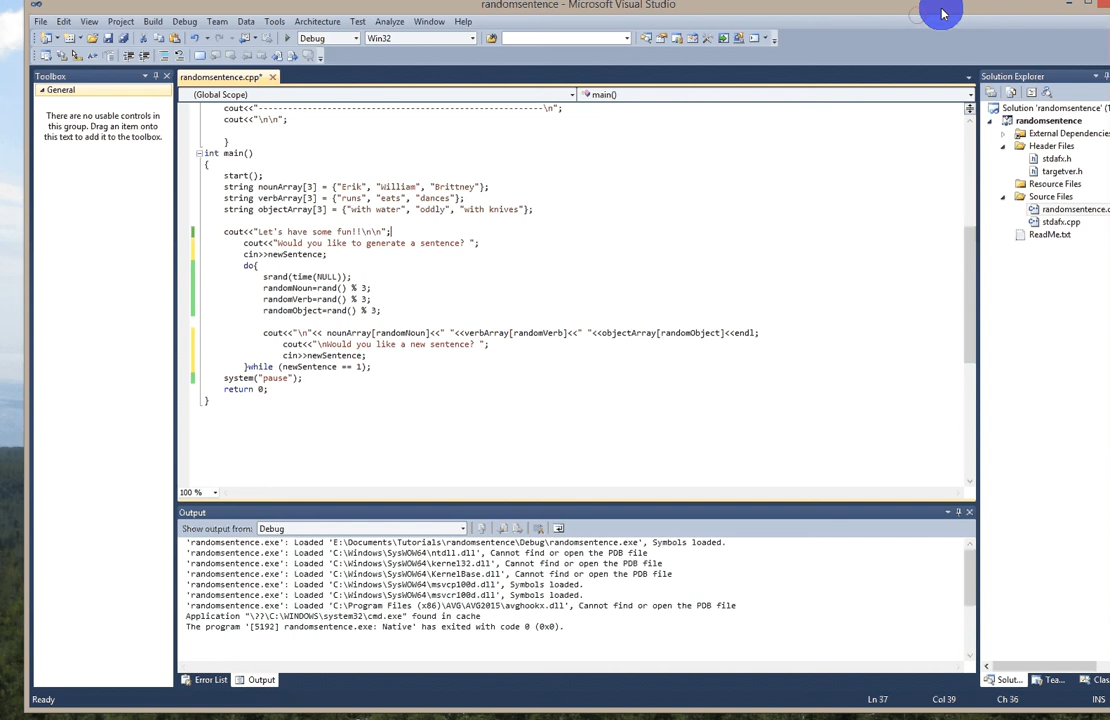 randomsentence - Microsoft Visual Studio
File Edit View Project Build Debug Team Data Tools Architecture Test Analyze Window Help
Debug Win32
Toolbox
General
There are no usable controls in
this group. Drag an item onto
this text to add it to the toolbox.
randomsentence.cpp*
(Global Scope) main()
cout<<"----------------------------------------------------------\n";
cout<<"\n\n";
}
int main()
{
start();
string nounArray[3] = {"Erik", "William", "Brittney"};
string verbArray[3] = {"runs", "eats", "dances"};
string objectArray[3] = {"with water", "oddly", "with knives"};
cout<<"Let's have some fun!!\n\n";
cout<<"Would you like to generate a sentence? ";
cin>>newSentence;
do{
srand(time(NULL));
randomNoun=rand() % 3;
randomVerb=rand() % 3;
randomObject=rand() % 3;
cout<<"\n"<< nounArray[randomNoun]<<" "<<verbArray[randomVerb]<<" "<<objectArray[randomObject]<<endl;
cout<<"\nWould you like a new sentence? ";
cin>>newSentence;
}while (newSentence == 1);
system("pause");
return 0;
}
100 %
Output
Show output from: Debug
'randomsentence.exe': Loaded 'E:\Documents\Tutorials\randomsentence\Debug\randomsentence.exe', Symbols loaded.
'randomsentence.exe': Loaded 'C:\Windows\SysWOW64\ntdll.dll', Cannot find or open the PDB file
'randomsentence.exe': Loaded 'C:\Windows\SysWOW64\kernel32.dll', Cannot find or open the PDB file
'randomsentence.exe': Loaded 'C:\Windows\SysWOW64\KernelBase.dll', Cannot find or open the PDB file
'randomsentence.exe': Loaded 'C:\Windows\SysWOW64\msvcp100d.dll', Symbols loaded.
'randomsentence.exe': Loaded 'C:\Windows\SysWOW64\msvcr100d.dll', Symbols loaded.
'randomsentence.exe': Loaded 'C:\Program Files (x86)\AVG\AVG2015\avghookx.dll', Cannot find or open the PDB file
Application "\??\C:\WINDOWS\system32\cmd.exe" found in cache
The program '[5192] randomsentence.exe: Native' has exited with code 0 (0x0).
Error List Output
Solution Explorer
Solution 'randomsentence' (1
randomsentence
External Dependencie
Header Files
stdafx.h
targetver.h
Resource Files
Source Files
randomsentence.c
stdafx.cpp
ReadMe.txt
Solut... Tea... Clas
Ready Ln 37 Col 39 Ch 36 INS